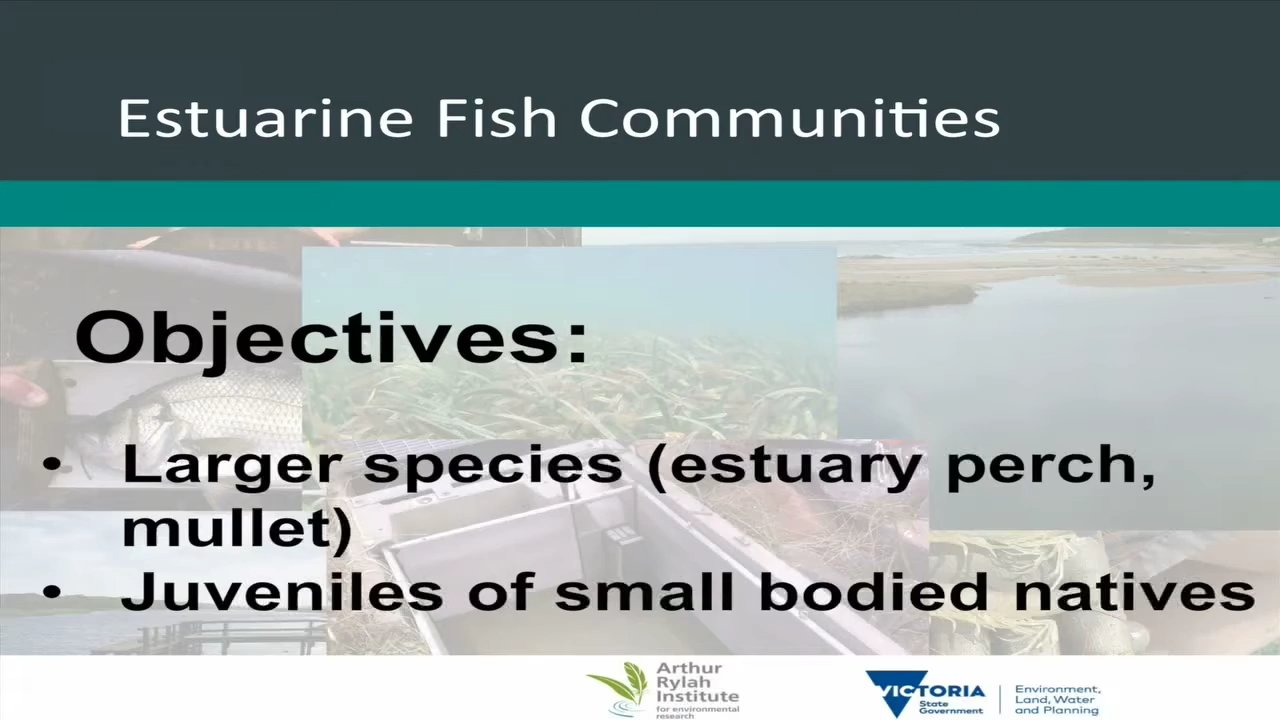 Estuarine Fish Communities
Objectives:
• Larger species (estuary perch,
mullet)
• Juveniles of small bodied natives
Arthur
Rylah
Institute
for environmental
research
VICTORIA
State
Government
Environment,
Land, Water
and Planning